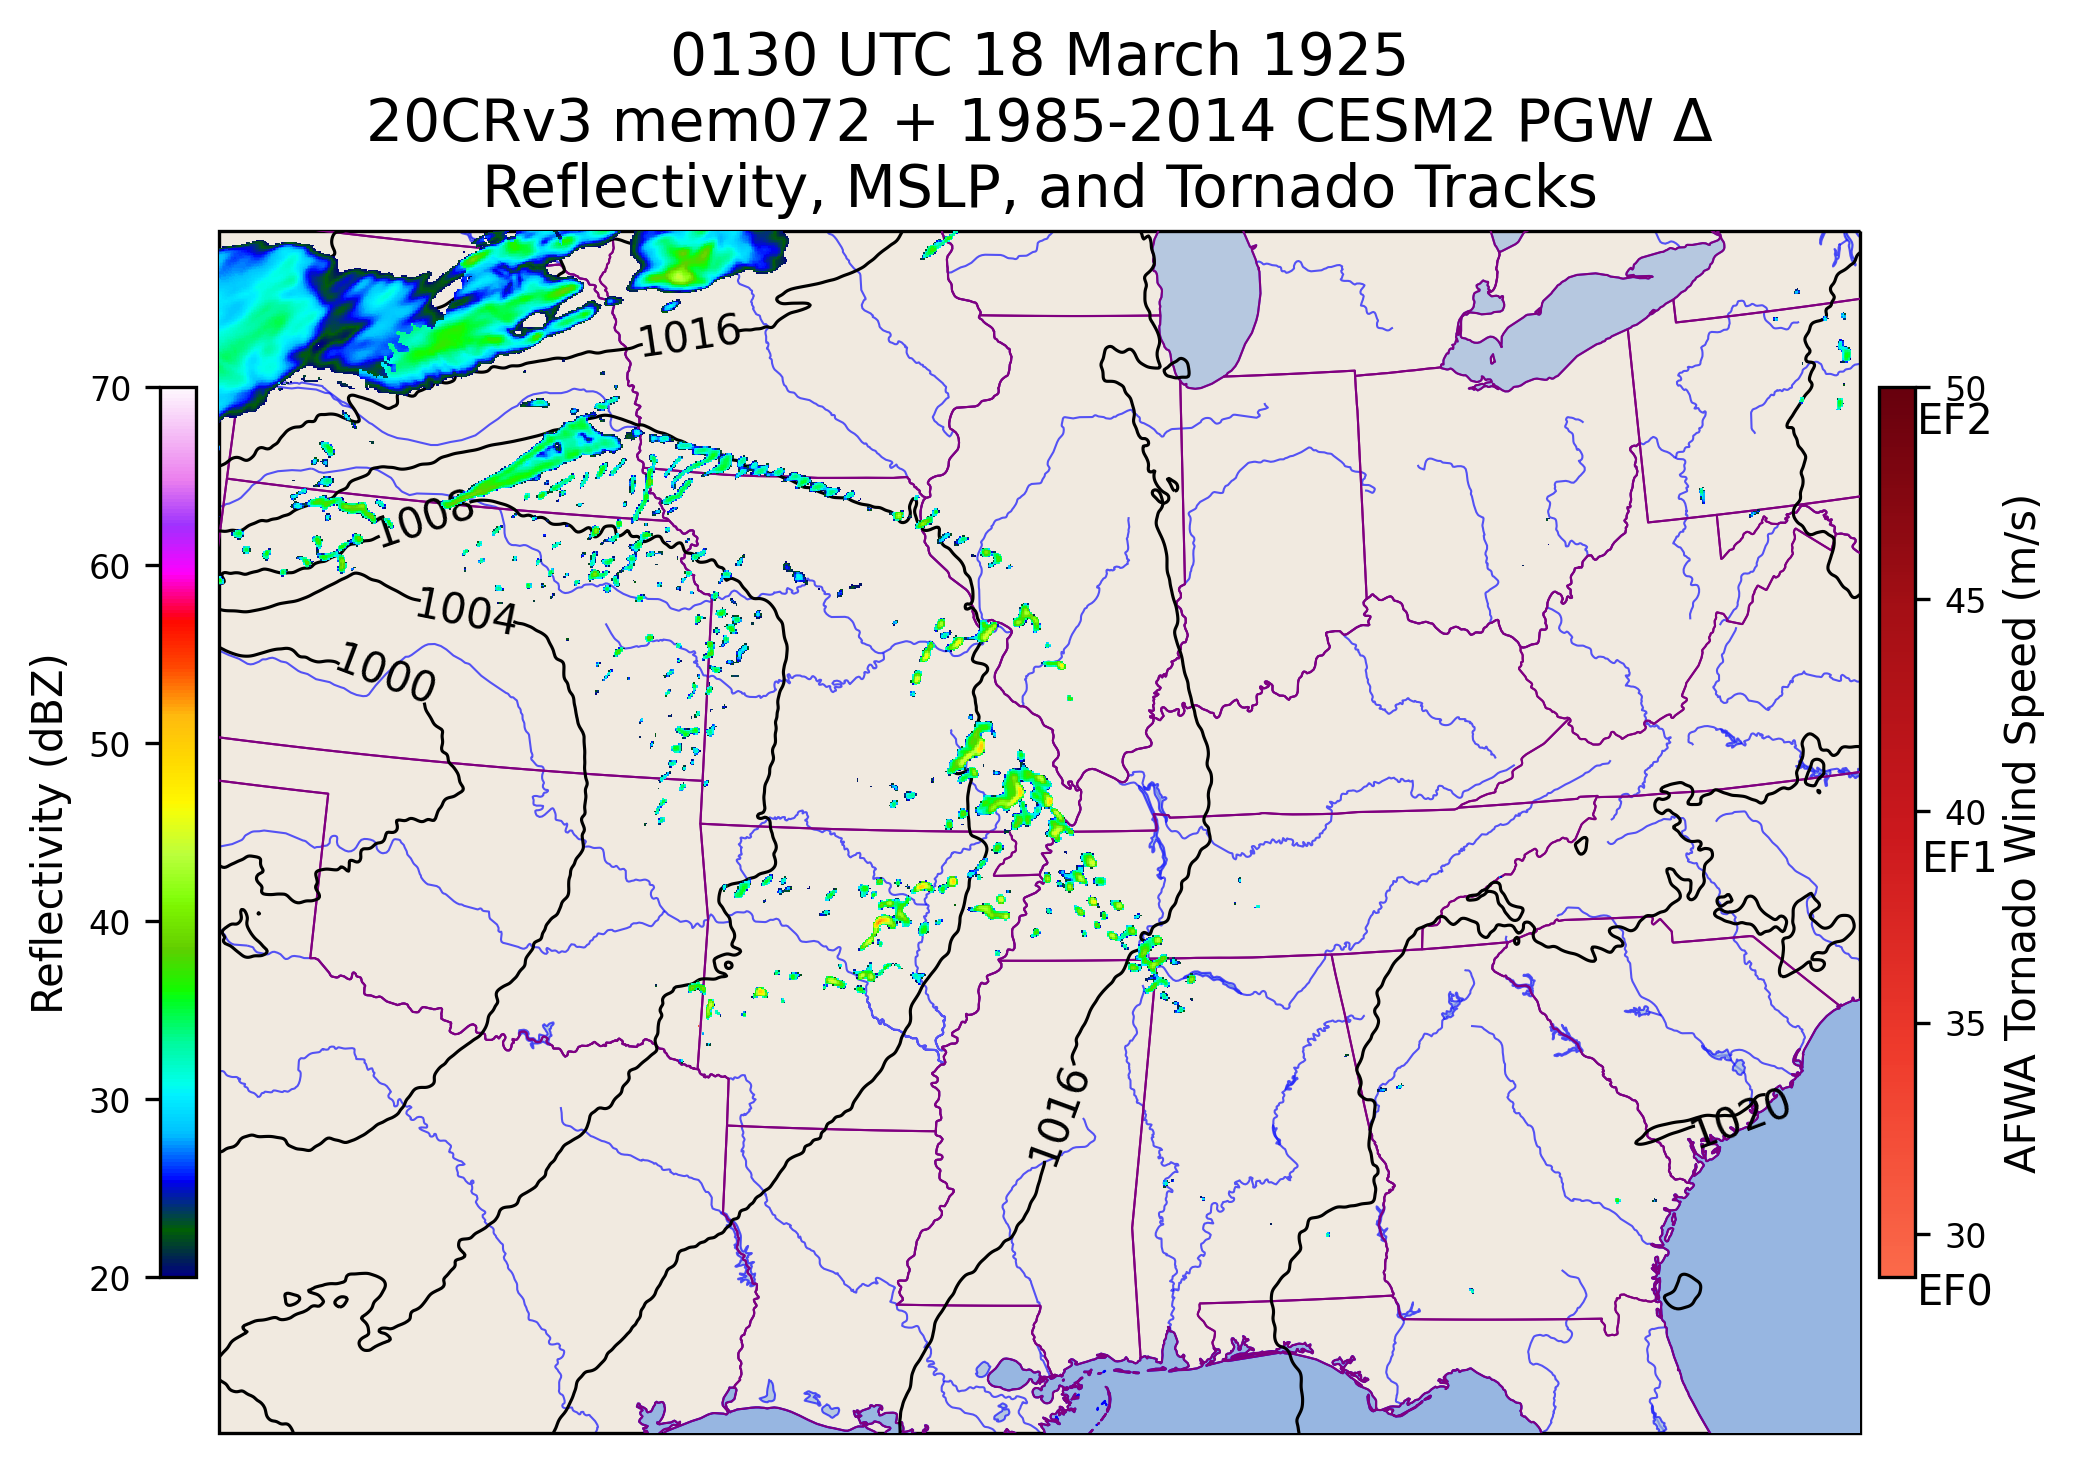 0130 UTC 18 March 1925
20CRv3 mem072 + 1985-2014 CESM2 PGW Δ
Reflectivity, MSLP, and Tornado Tracks
Reflectivity (dBZ)
70
60
50
40
30
20
1016
1008
1004
1000
1016
1020
50
EF2
45
40
EF1
35
30
EF0
AFWA Tornado Wind Speed (m/s)